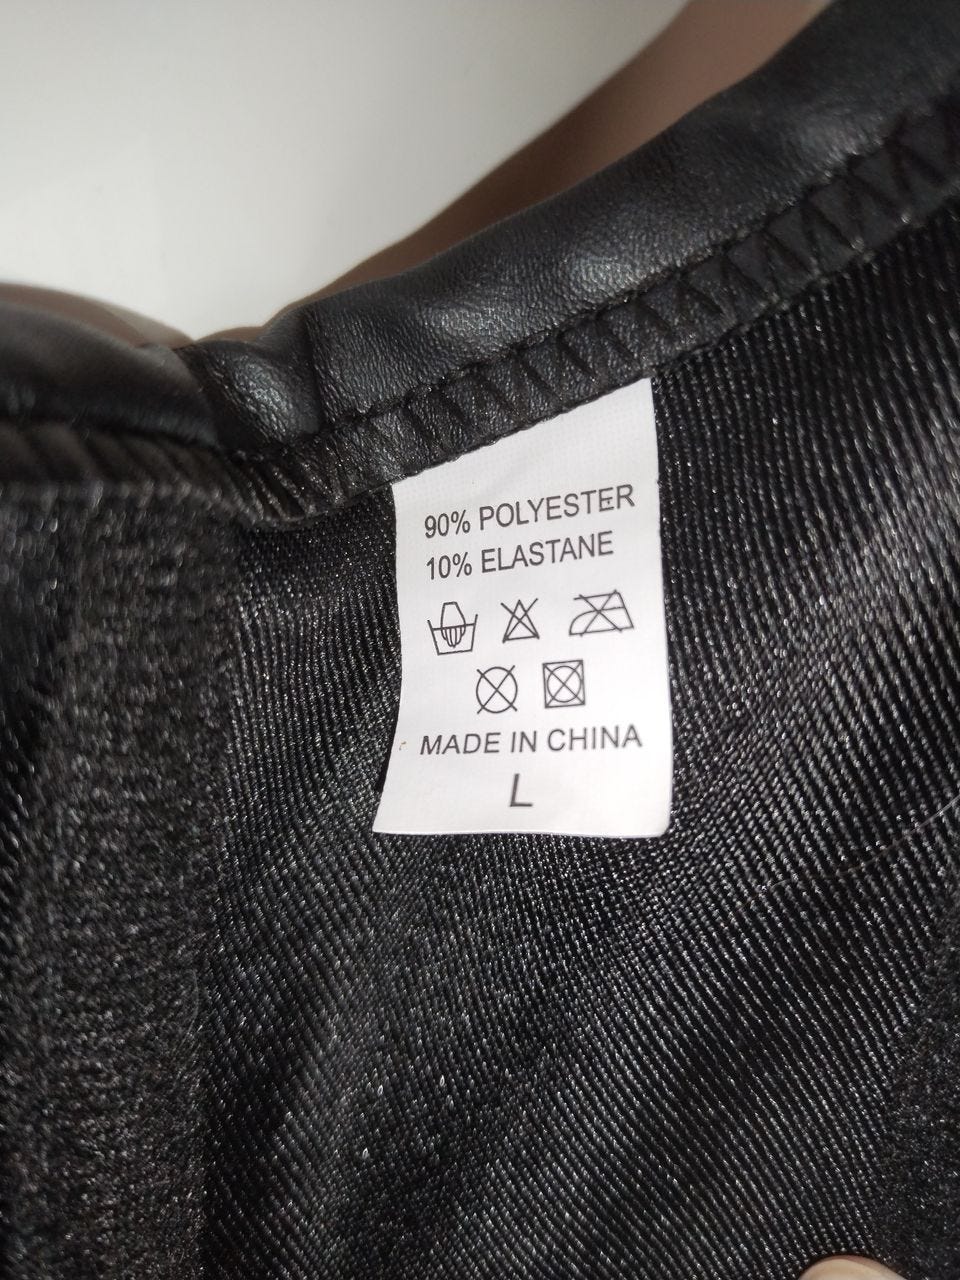 90% POLYESTER
10% ELASTANE
MADE IN CHINA
L